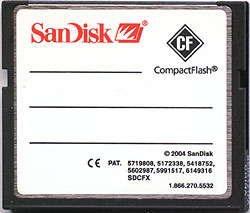 SanDisk
CF
CompactFlash®
© 2004 SanDisk
CE PAT. 5719808, 5172338, 5418752,
5602987, 5991517, 6149316
SDCFX
1.866.270.5532